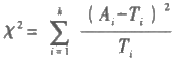 χ² = Σ_{i=1}^{k} (A_i − T_i)² / T_i